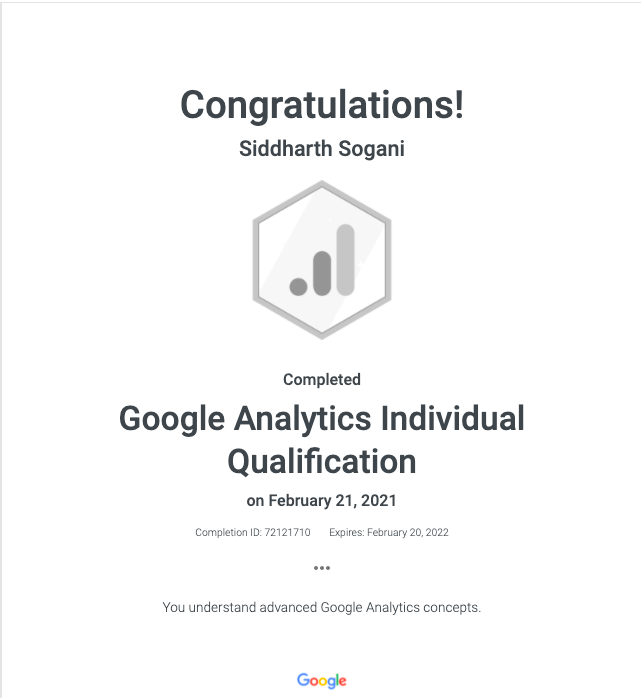 Congratulations!
Siddharth Sogani
Completed
Google Analytics Individual
Qualification
on February 21, 2021
Completion ID: 72121710 Expires: February 20, 2022
•••
You understand advanced Google Analytics concepts.
Google